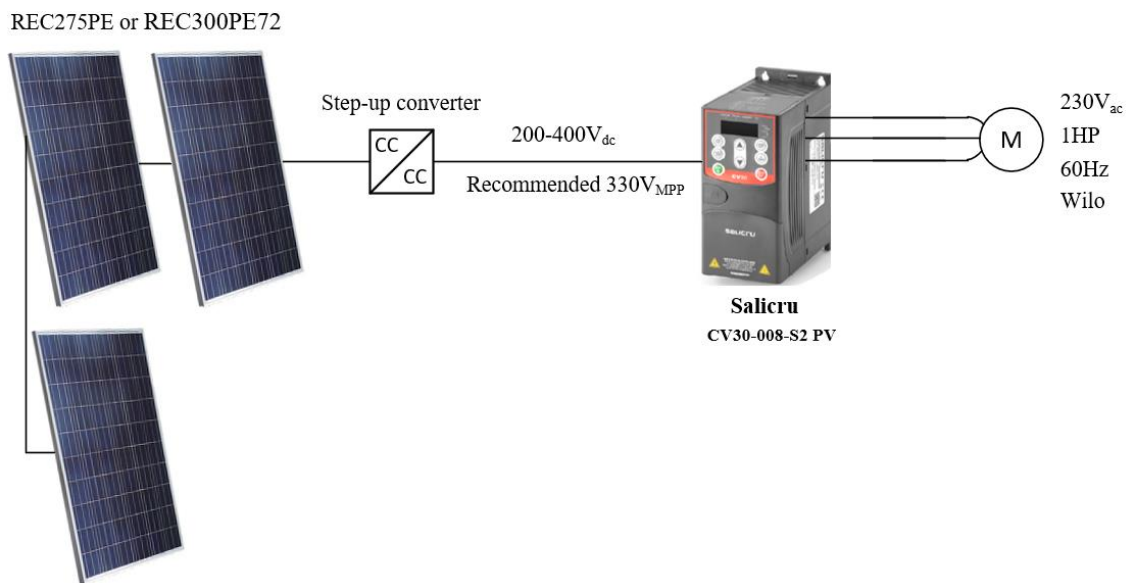 REC275PE or REC300PE72
Step-up converter
CC
CC
200-400Vdc
Recommended 330VMPP
SALICRU
Salicru
CV30-008-S2 PV
M
230Vac
1HP
60Hz
Wilo